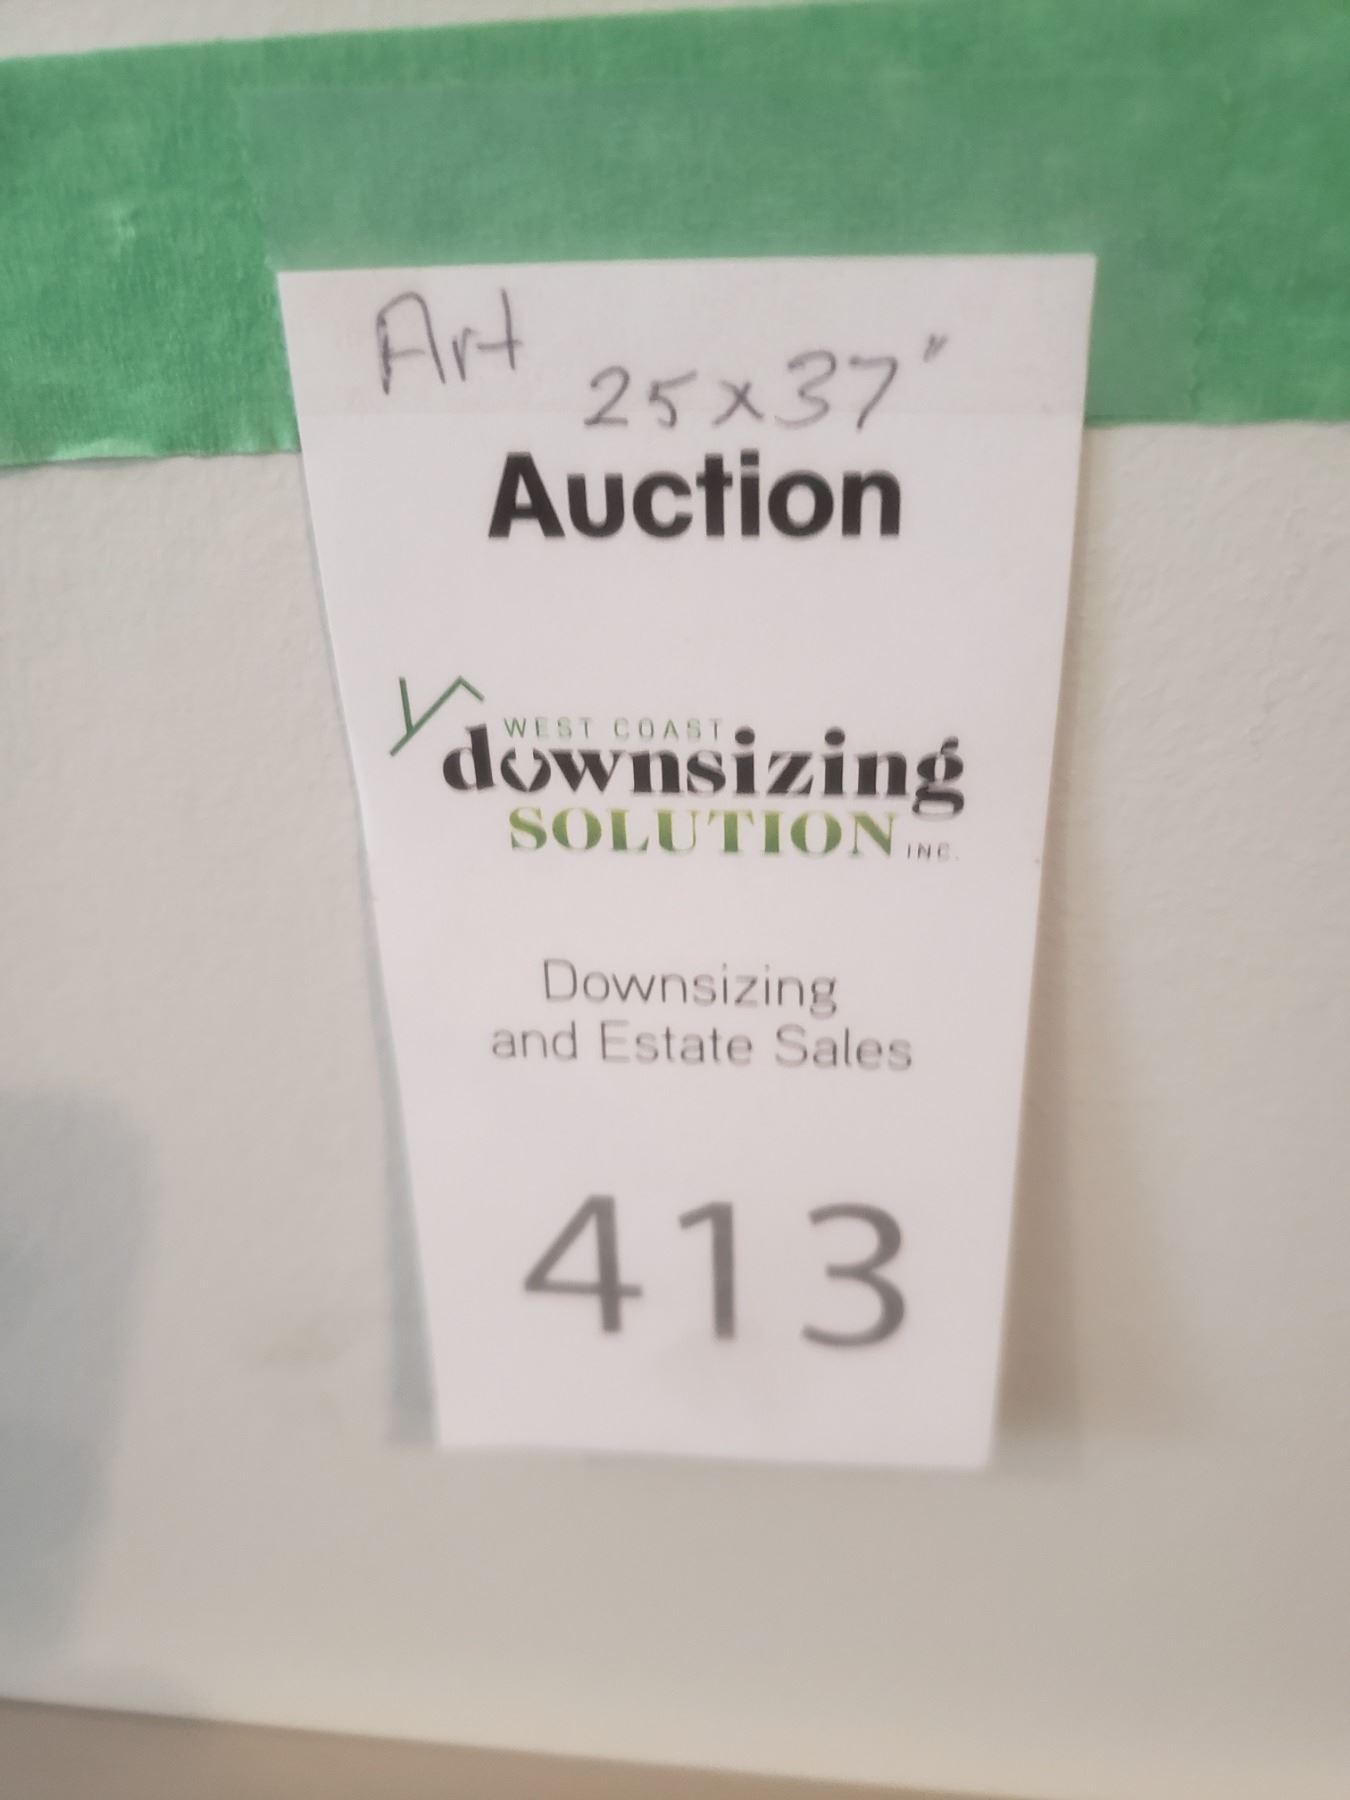 Art
25x37"
Auction
WEST COAST
downsizing
SOLUTION INC.
Downsizing
and Estate Sales
413